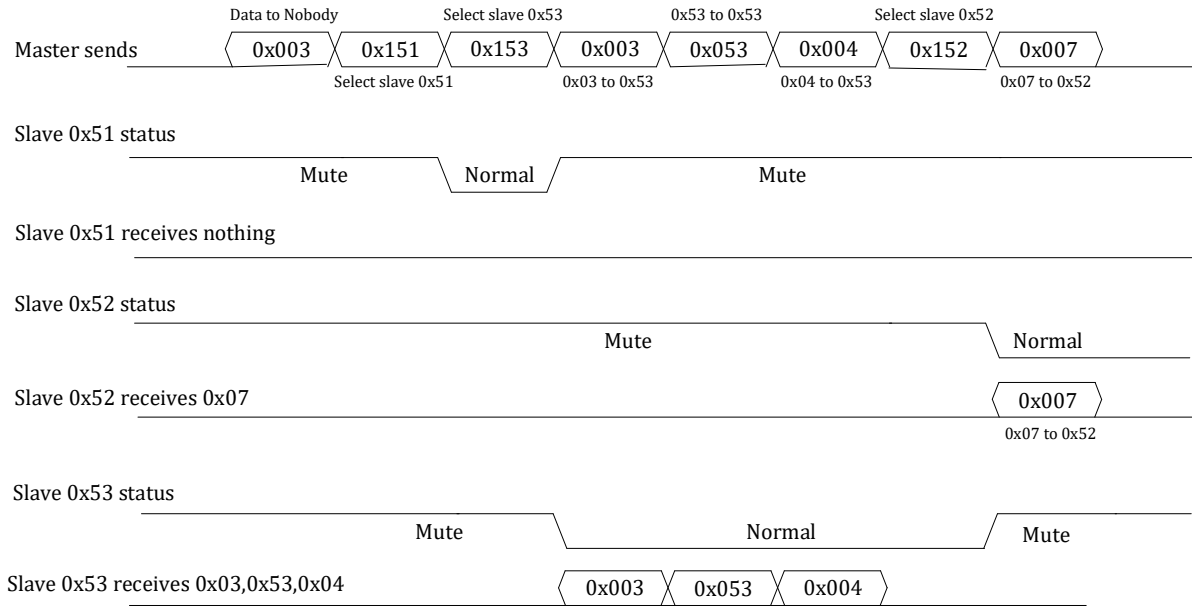 Data to Nobody Select slave 0x53 0x53 to 0x53 Select slave 0x52
Master sends 0x003 0x151 0x153 0x003 0x053 0x004 0x152 0x007
Select slave 0x51 0x03 to 0x53 0x04 to 0x53 0x07 to 0x52
Slave 0x51 status
Mute Normal Mute
Slave 0x51 receives nothing
Slave 0x52 status
Mute Normal
Slave 0x52 receives 0x07 0x007
0x07 to 0x52
Slave 0x53 status
Mute Normal Mute
Slave 0x53 receives 0x03,0x53,0x04 0x003 0x053 0x004